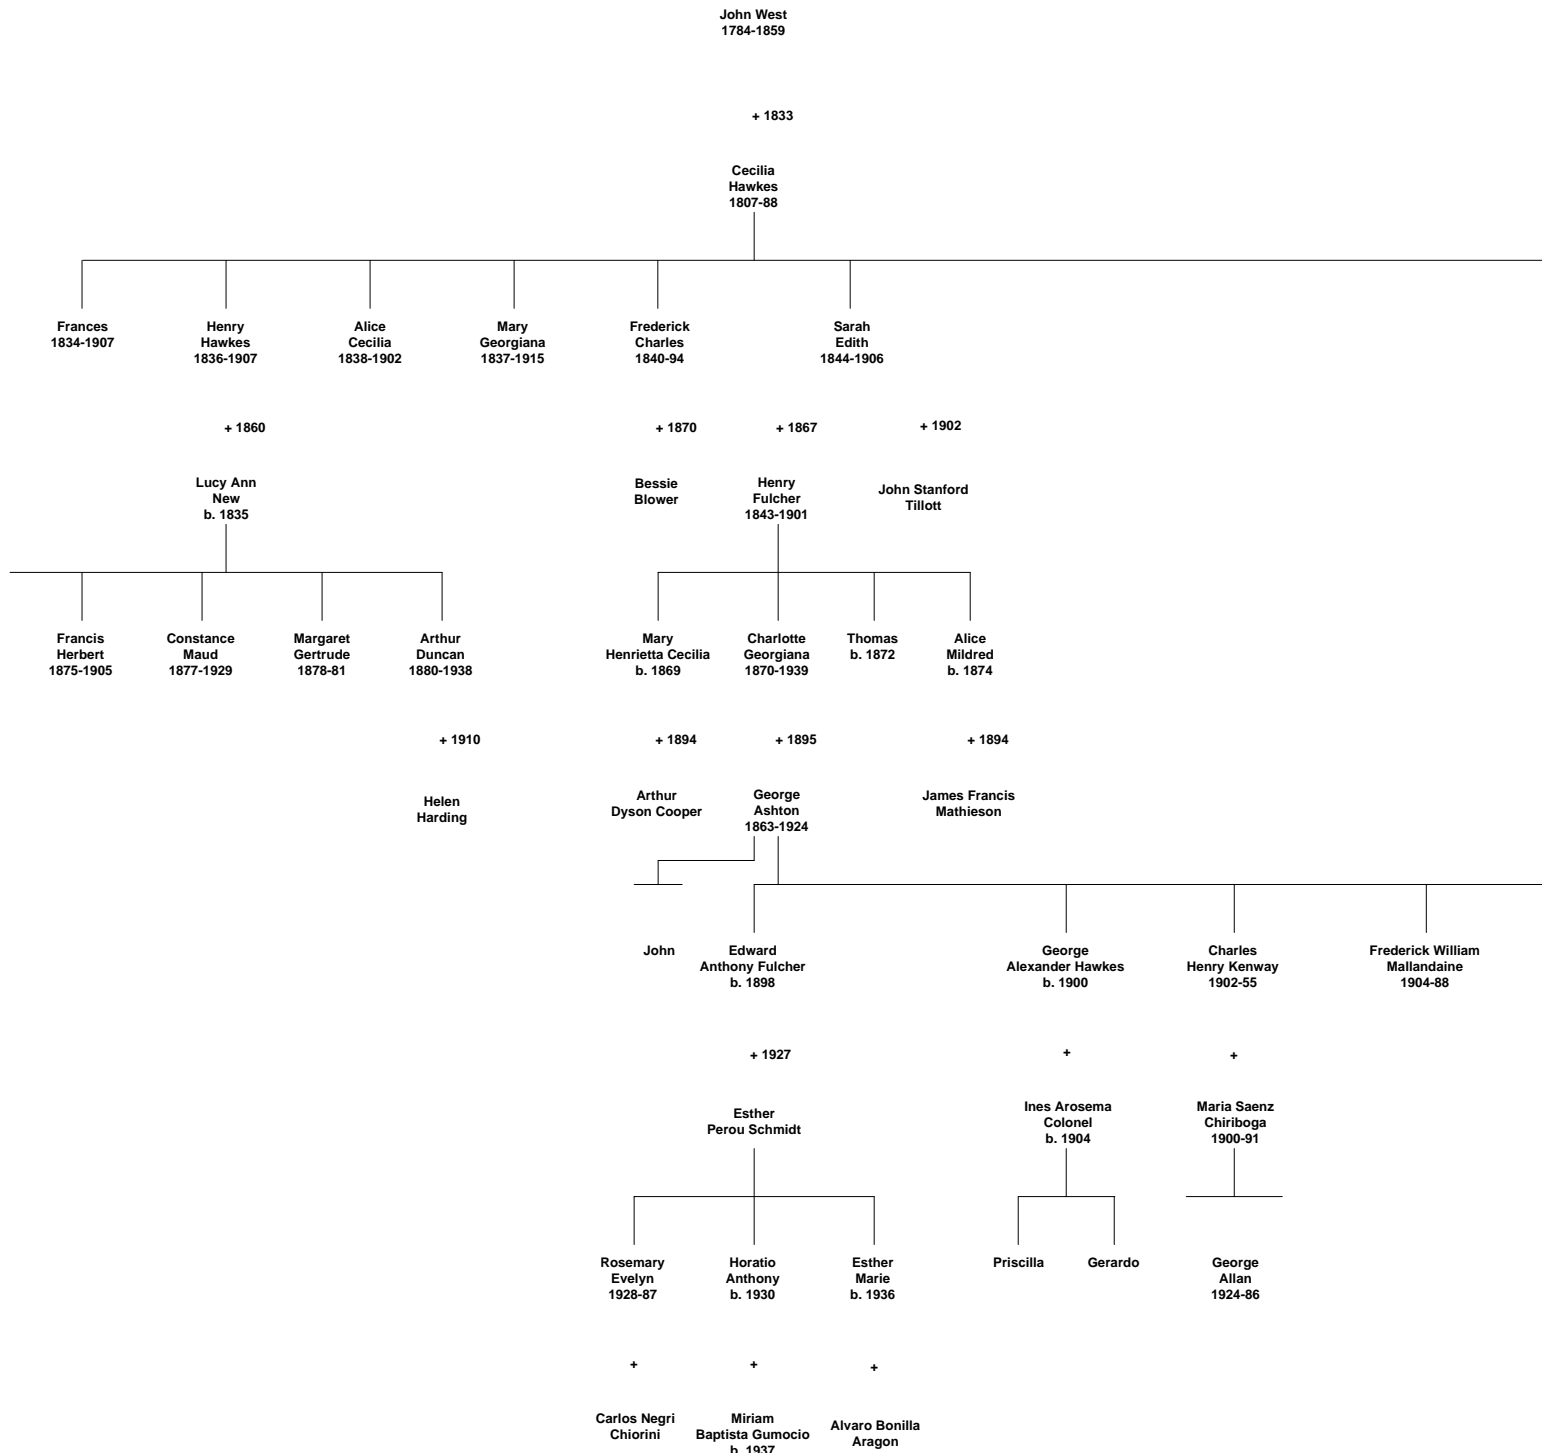 John West
1784-1859
+ 1833
Cecilia
Hawkes
1807-88
Frances
1834-1907
Henry
Hawkes
1836-1907
Alice
Cecilia
1838-1902
Mary
Georgiana
1837-1915
Frederick
Charles
1840-94
Sarah
Edith
1844-1906
+ 1860
+ 1870
+ 1867
+ 1902
Lucy Ann
New
b. 1835
Bessie
Blower
Henry
Fulcher
1843-1901
John Stanford
Tillott
Francis
Herbert
1875-1905
Constance
Maud
1877-1929
Margaret
Gertrude
1878-81
Arthur
Duncan
1880-1938
Mary
Henrietta Cecilia
b. 1869
Charlotte
Georgiana
1870-1939
Thomas
b. 1872
Alice
Mildred
b. 1874
+ 1910
+ 1894
+ 1895
+ 1894
Helen
Harding
Arthur
Dyson Cooper
George
Ashton
1863-1924
James Francis
Mathieson
John
Edward
Anthony Fulcher
b. 1898
George
Alexander Hawkes
b. 1900
Charles
Henry Kenway
1902-55
Frederick William
Mallandaine
1904-88
+ 1927
+
+
Esther
Perou Schmidt
Ines Arosema
Colonel
b. 1904
Maria Saenz
Chiriboga
1900-91
Rosemary
Evelyn
1928-87
Horatio
Anthony
b. 1930
Esther
Marie
b. 1936
Priscilla
Gerardo
George
Allan
1924-86
+
+
+
Carlos Negri
Chiorini
Miriam
Baptista Gumocio
b. 1937
Alvaro Bonilla
Aragon